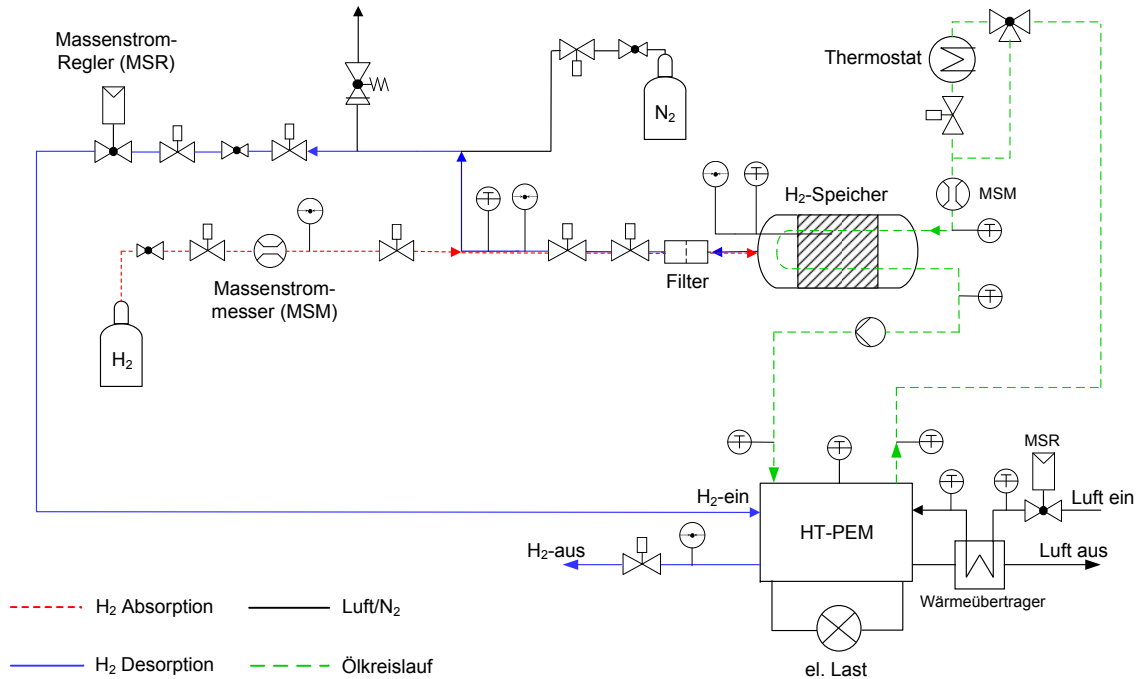 Massenstrom-
Regler (MSR)
Thermostat
N2
MSM
H2-Speicher
Filter
Massenstrom-
messer (MSM)
H2
MSR
Luft ein
H2-ein
HT-PEM
H2-aus
Luft aus
Wärmeübertrager
el. Last
H2 Absorption
Luft/N2
H2 Desorption
Ölkreislauf
T
T
T
T
T
T
T
T
T